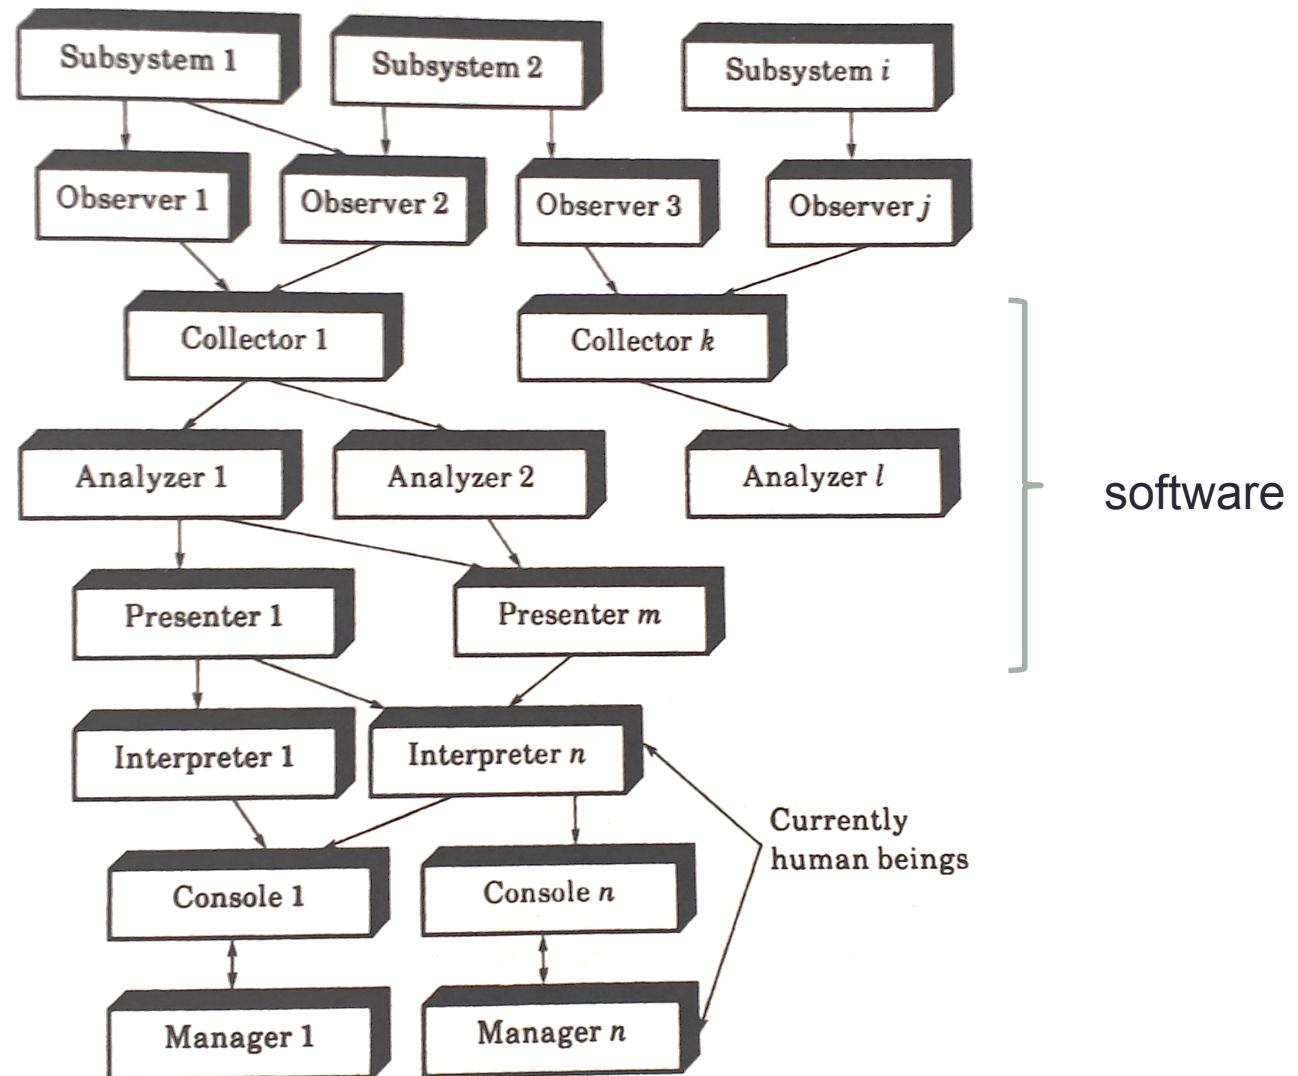 Subsystem 1
Subsystem 2
Subsystem i
Observer 1
Observer 2
Observer 3
Observer j
Collector 1
Collector k
Analyzer 1
Analyzer 2
Analyzer l
software
Presenter 1
Presenter m
Interpreter 1
Interpreter n
Currently
human beings
Console 1
Console n
Manager 1
Manager n